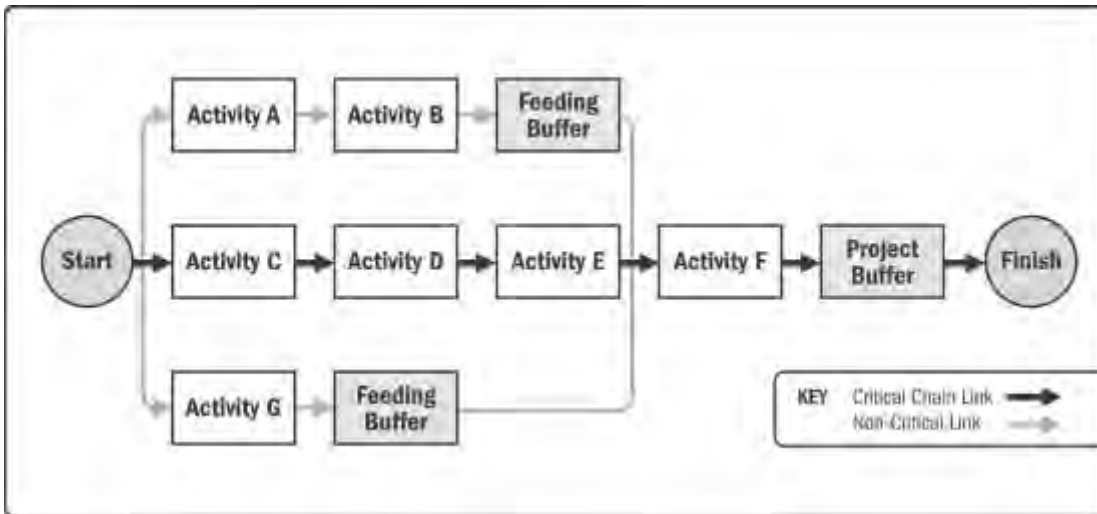 Activity A
Activity B
Feeding
Buffer
Start
Activity C
Activity D
Activity E
Activity F
Project
Buffer
Finish
Activity G
Feeding
Buffer
KEY
Critical Chain Link
Non-Critical Link